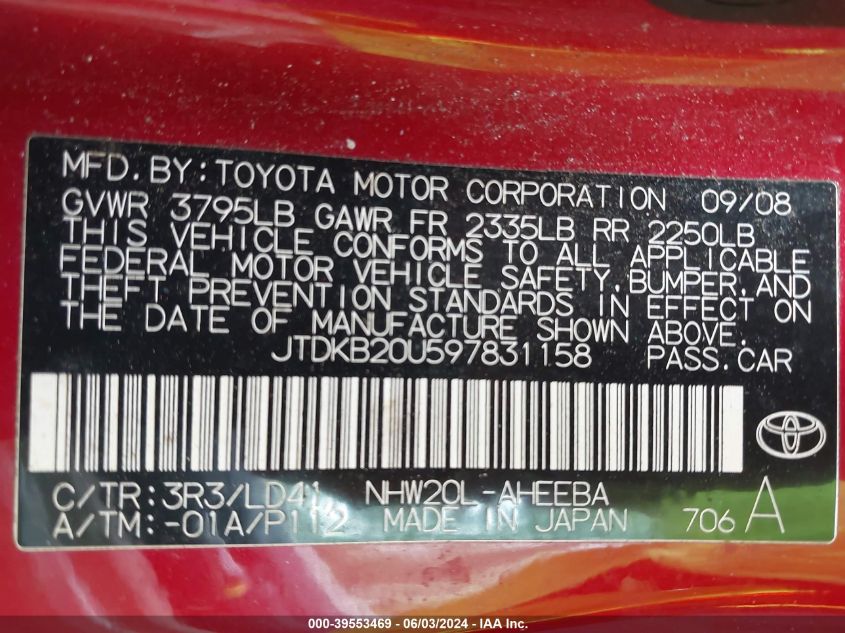 MFD.BY:TOYOTA MOTOR CORPORATION 09/08
GVWR 3795LB GAWR FR 2335LB RR 2250LB
THIS VEHICLE CONFORMS TO ALL APPLICABLE
FEDERAL MOTOR VEHICLE SAFETY,BUMPER,AND
THEFT PREVENTION STANDARDS IN EFFECT ON
THE DATE OF MANUFACTURE SHOWN ABOVE.
JTDKB20U597831158 PASS.CAR
C/TR:3R3/LD41 NHW20L-AHEEBA
A/TM:-01A/P112 MADE IN JAPAN 706 A
000-39553469 - 06/03/2024 - IAA Inc.